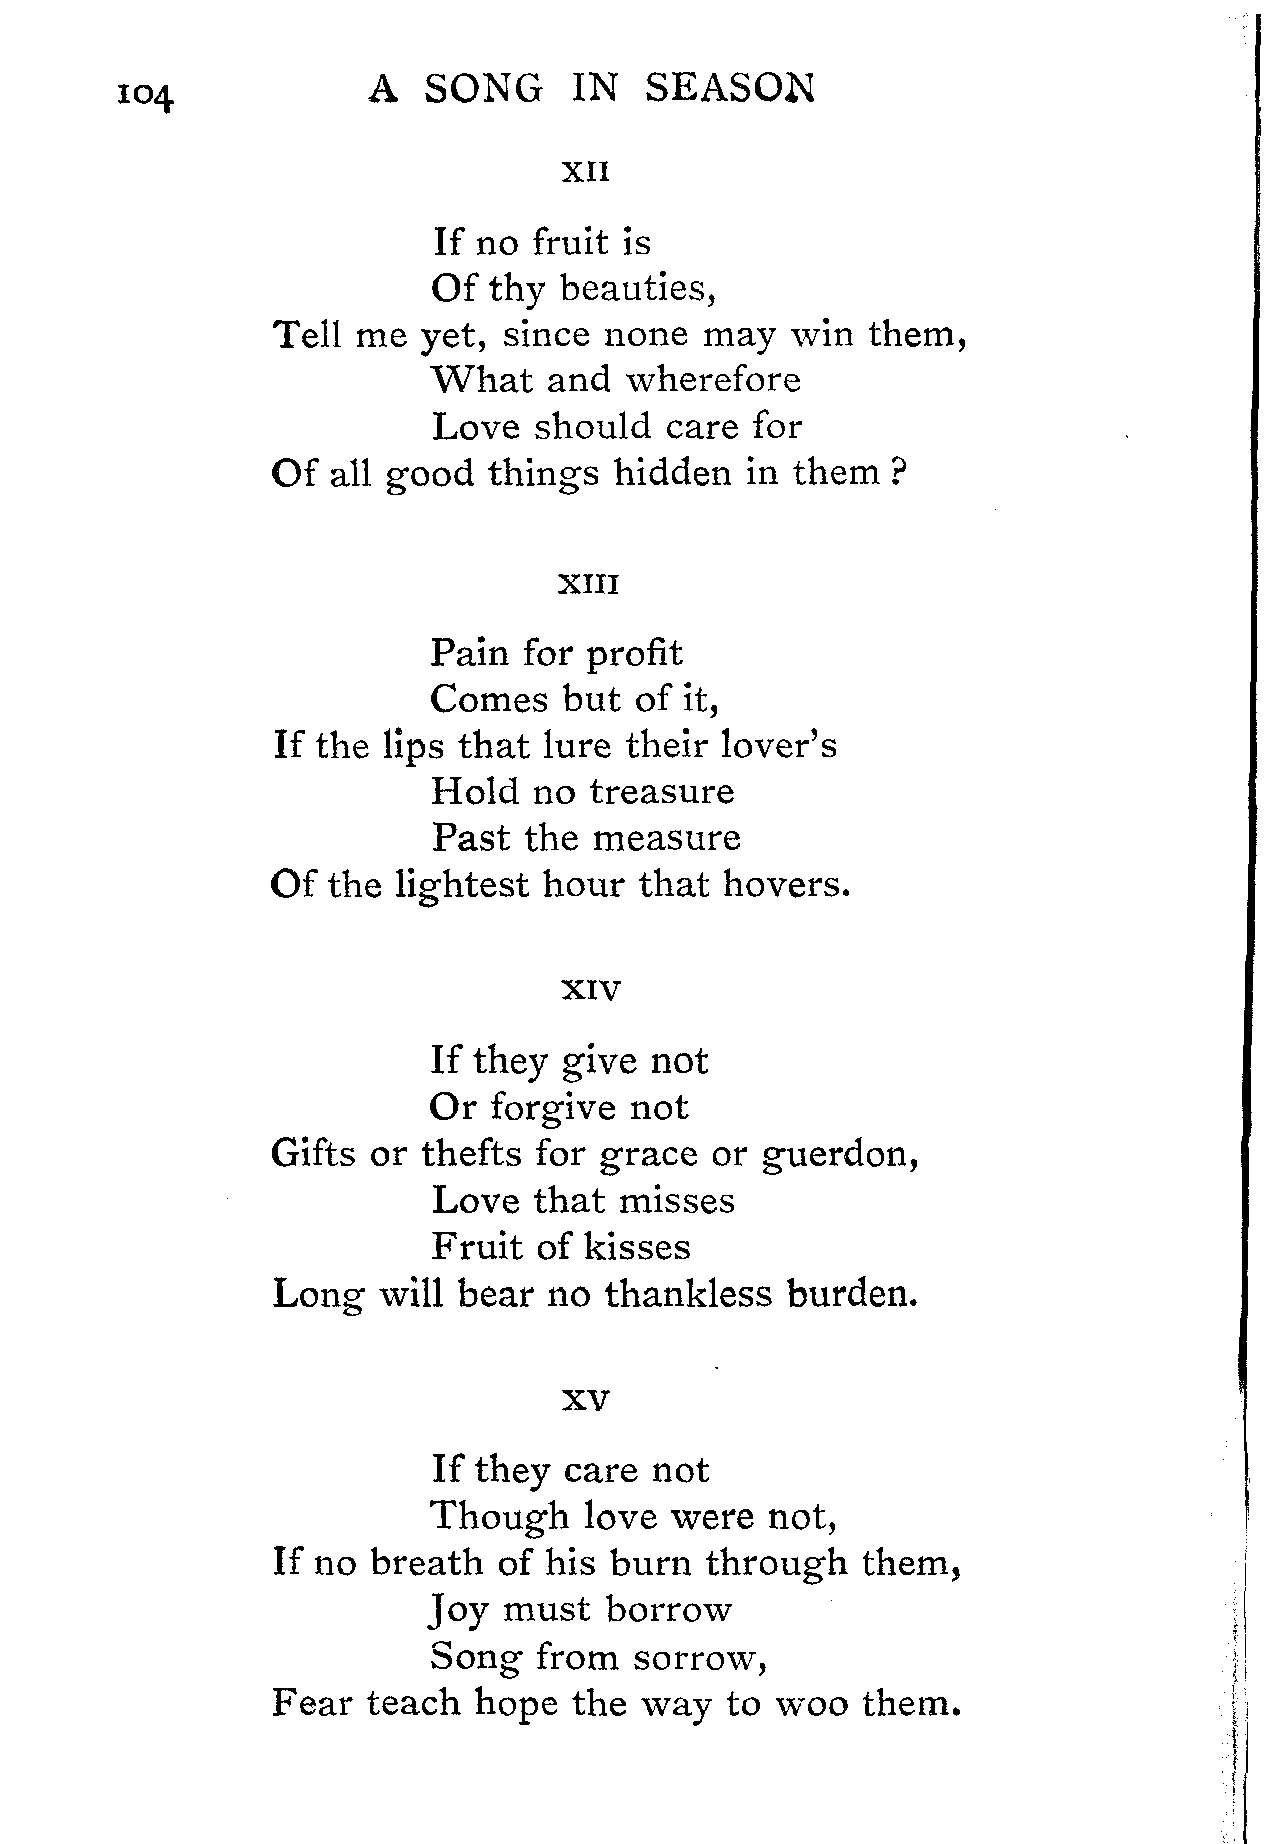 104 A SONG IN SEASON
XII
If no fruit is
Of thy beauties,
Tell me yet, since none may win them,
What and wherefore
Love should care for
Of all good things hidden in them ?
XIII
Pain for profit
Comes but of it,
If the lips that lure their lover's
Hold no treasure
Past the measure
Of the lightest hour that hovers.
XIV
If they give not
Or forgive not
Gifts or thefts for grace or guerdon,
Love that misses
Fruit of kisses
Long will bear no thankless burden.
XV
If they care not
Though love were not,
If no breath of his burn through them,
Joy must borrow
Song from sorrow,
Fear teach hope the way to woo them.